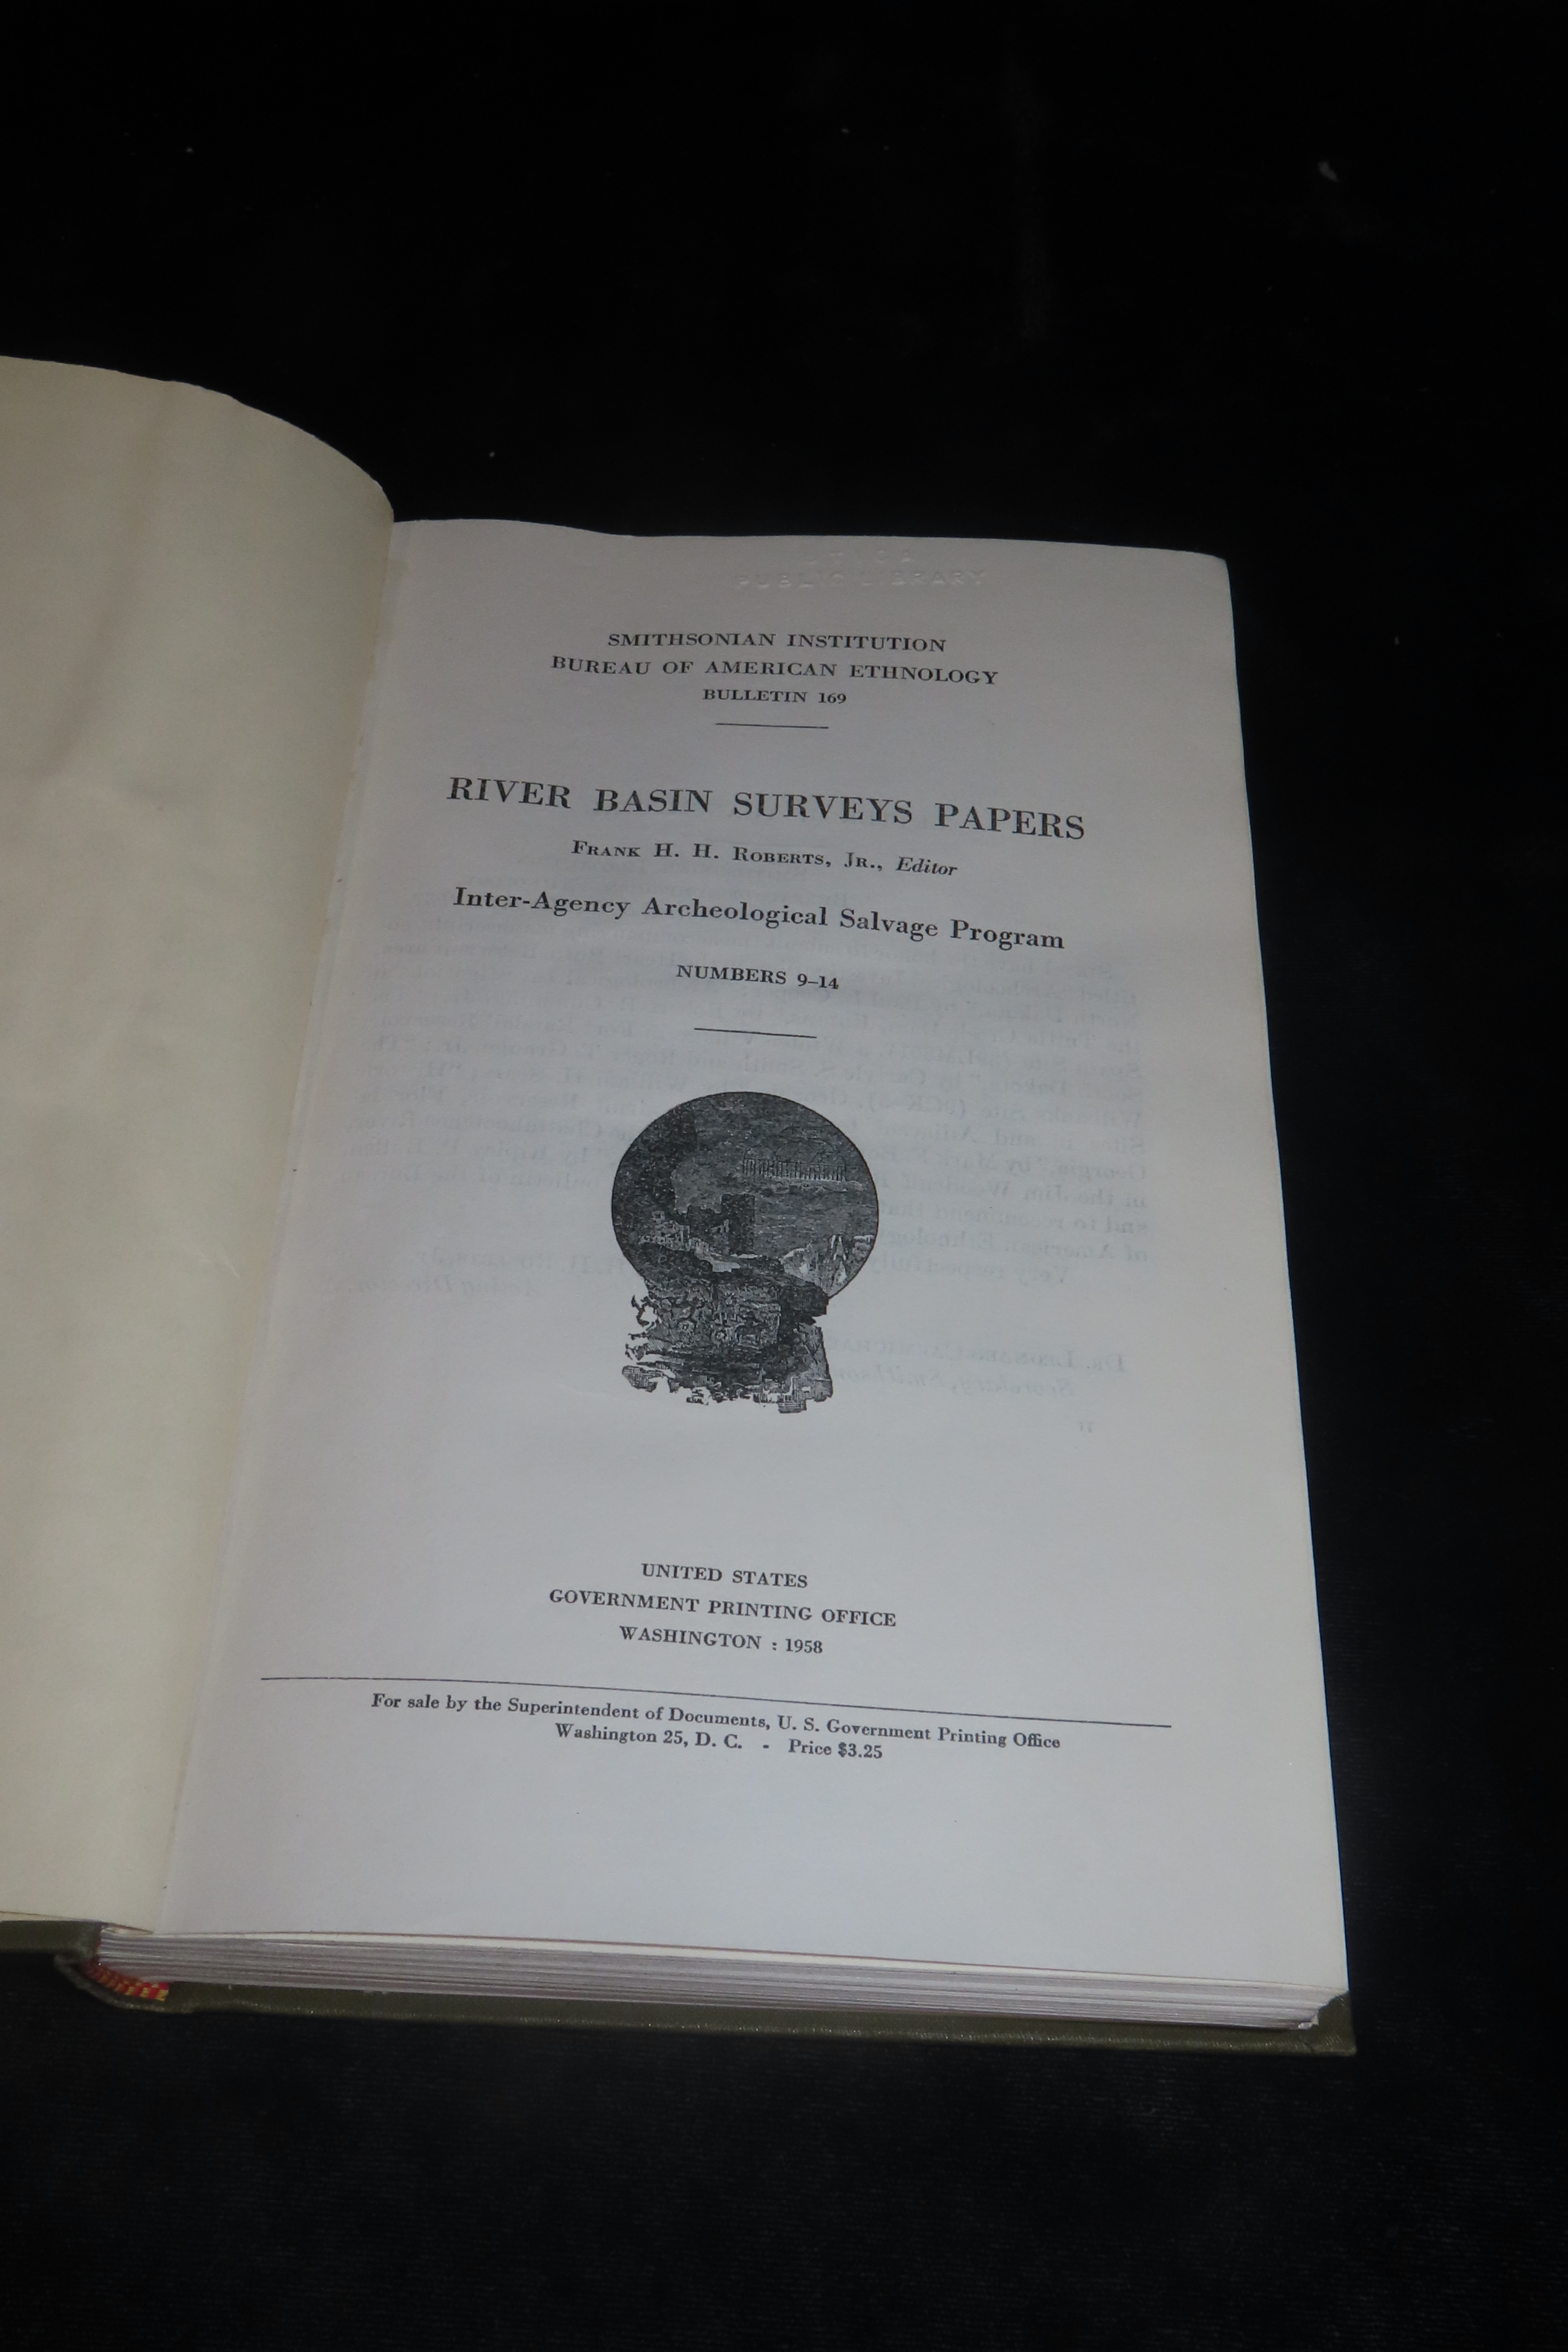 PUBLIC LIBRARY
SMITHSONIAN INSTITUTION
BUREAU OF AMERICAN ETHNOLOGY
BULLETIN 169
RIVER BASIN SURVEYS PAPERS
FRANK H. H. ROBERTS, JR., Editor
Inter-Agency Archeological Salvage Program
NUMBERS 9–14
UNITED STATES
GOVERNMENT PRINTING OFFICE
WASHINGTON : 1958
For sale by the Superintendent of Documents, U. S. Government Printing Office
Washington 25, D. C. - Price $3.25